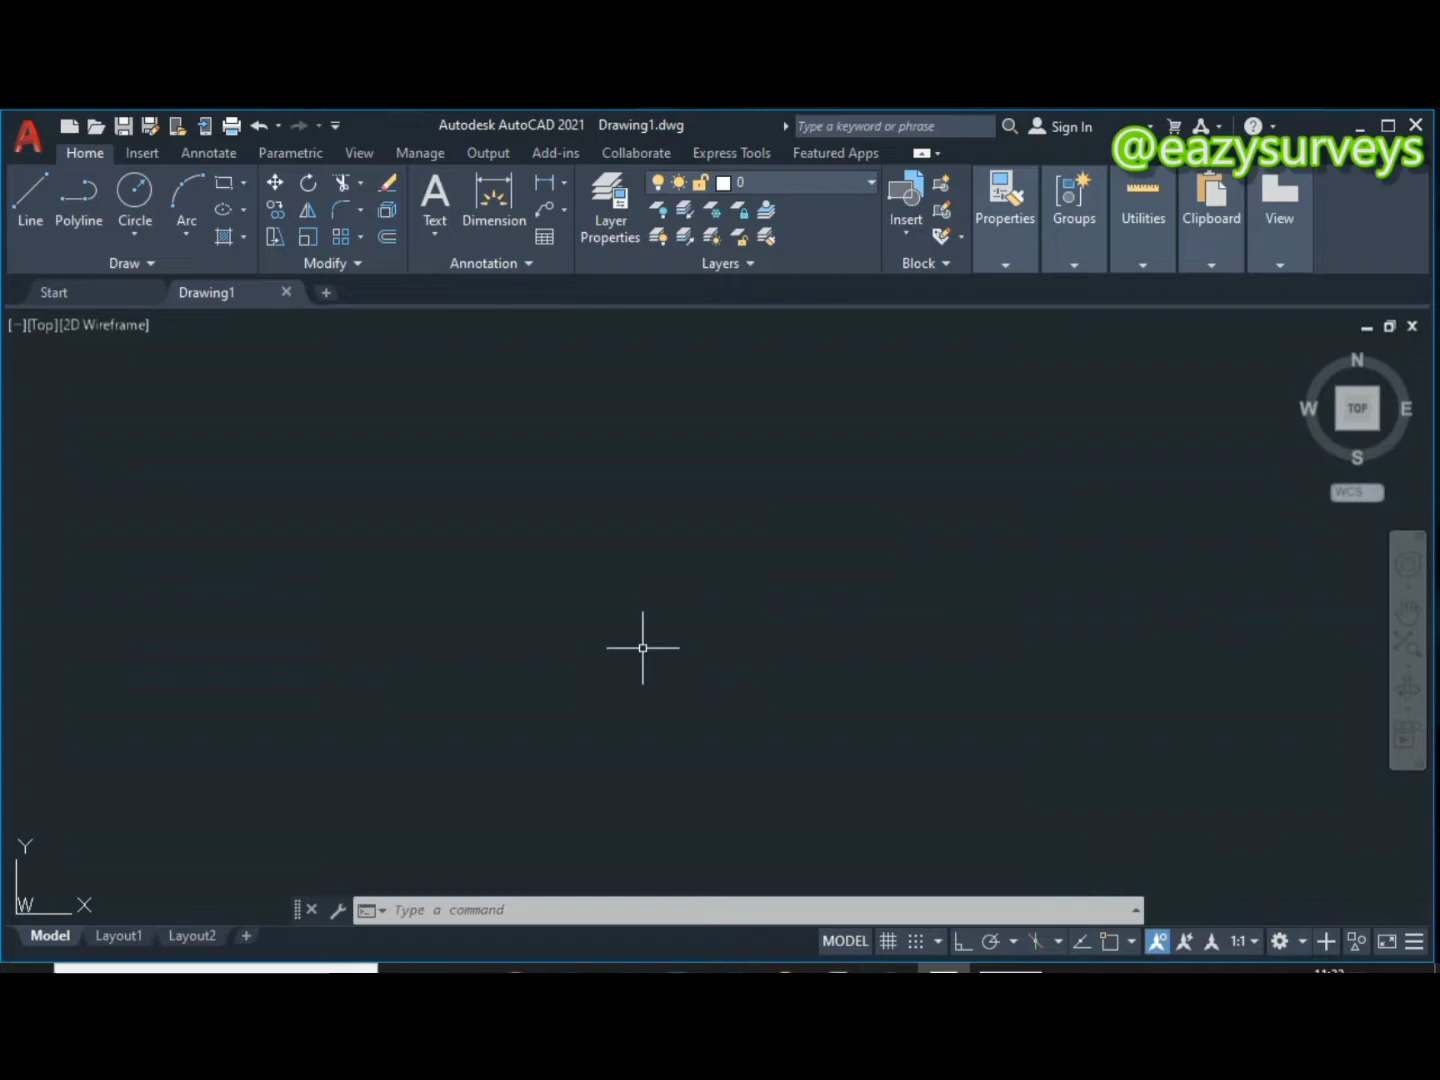 Autodesk AutoCAD 2021 Drawing1.dwg
Type a keyword or phrase
Sign In
@eazysurveys
Home Insert Annotate Parametric View Manage Output Add-ins Collaborate Express Tools Featured Apps
0
Line Polyline Circle Arc
Text Dimension
Layer Properties
Insert
Properties Groups Utilities Clipboard View
Draw Modify Annotation Layers Block
Start Drawing1
[−][Top][2D Wireframe]
N
W TOP E
S
WCS
Y
W X
Type a command
Model Layout1 Layout2
MODEL 1:1